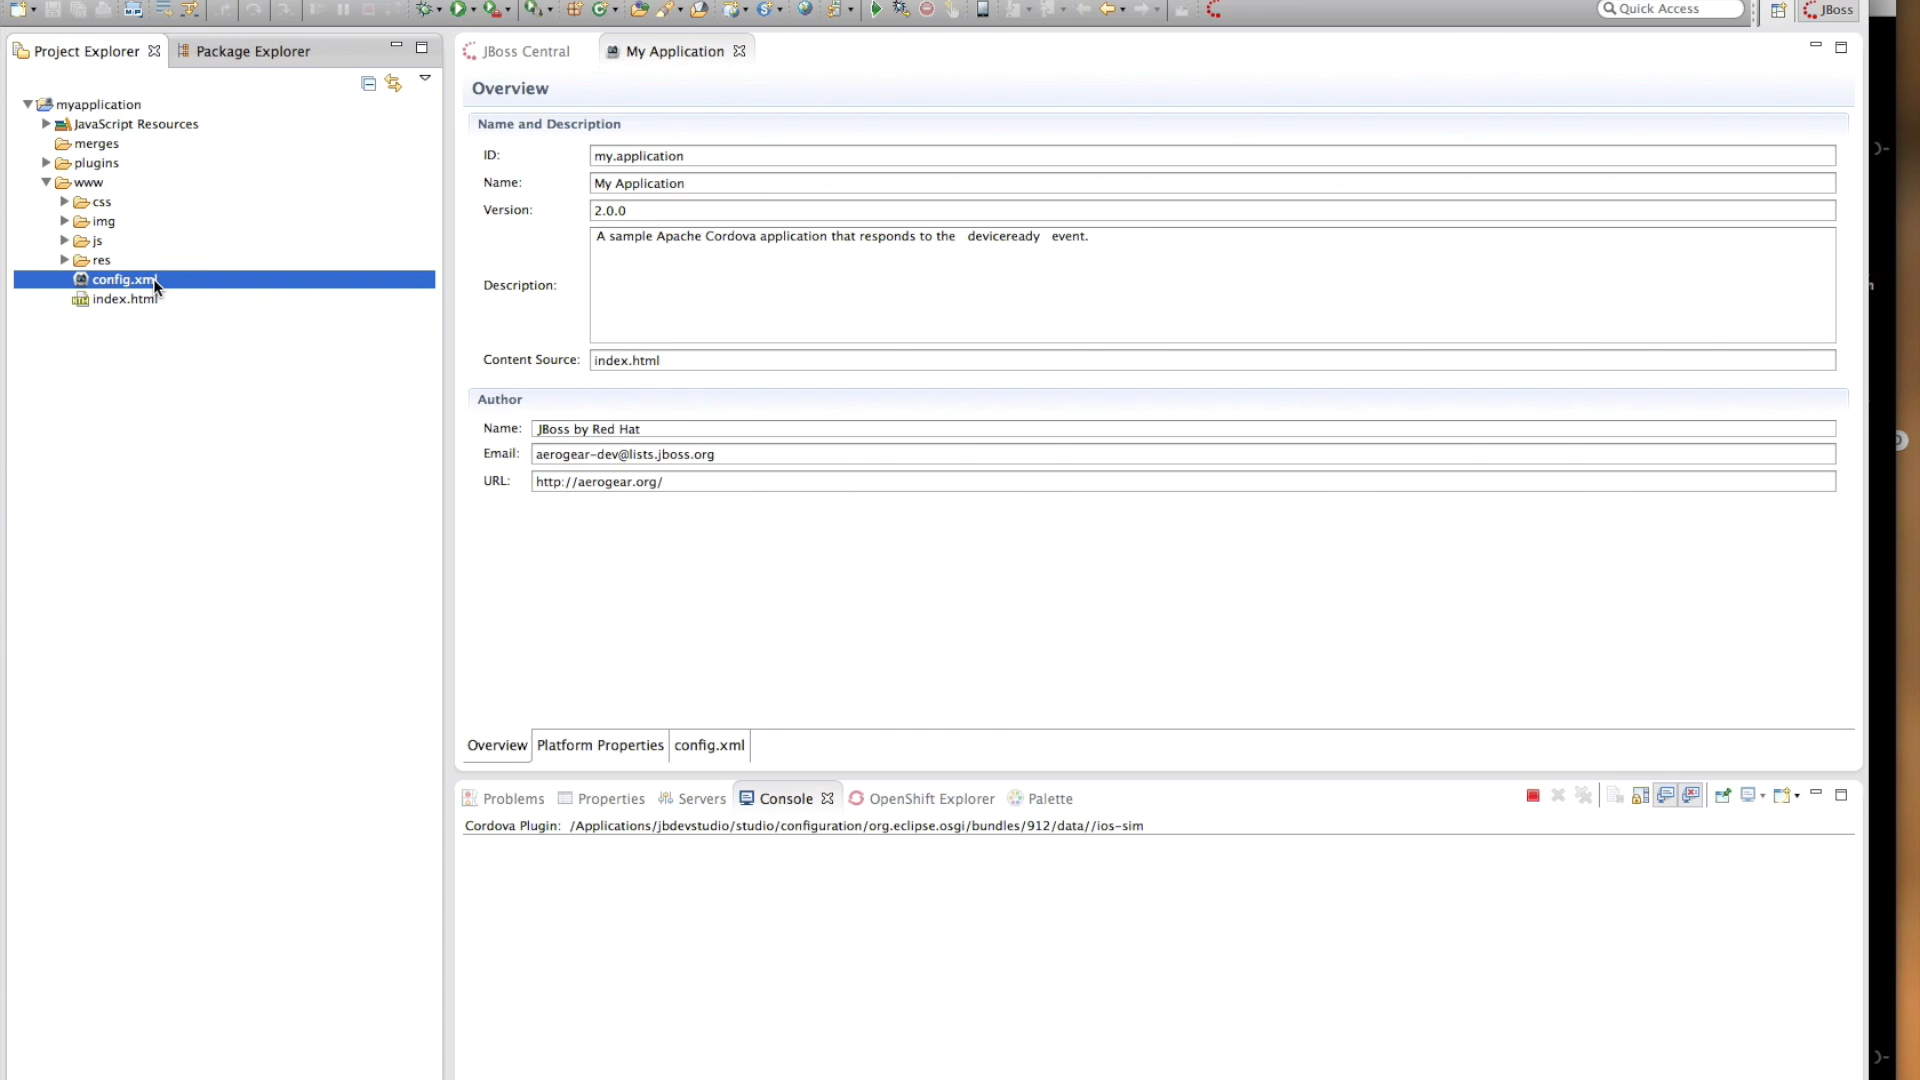 Quick Access
JBoss
Project Explorer
Package Explorer
JBoss Central
My Application
myapplication
JavaScript Resources
merges
plugins
www
css
img
js
res
config.xml
index.html
Overview
Name and Description
ID:
my.application
Name:
My Application
Version:
2.0.0
Description:
A sample Apache Cordova application that responds to the deviceready event.
Content Source:
index.html
Author
Name:
JBoss by Red Hat
Email:
aerogear-dev@lists.jboss.org
URL:
http://aerogear.org/
Overview
Platform Properties
config.xml
Problems
Properties
Servers
Console
OpenShift Explorer
Palette
Cordova Plugin: /Applications/jbdevstudio/studio/configuration/org.eclipse.osgi/bundles/912/data//ios-sim